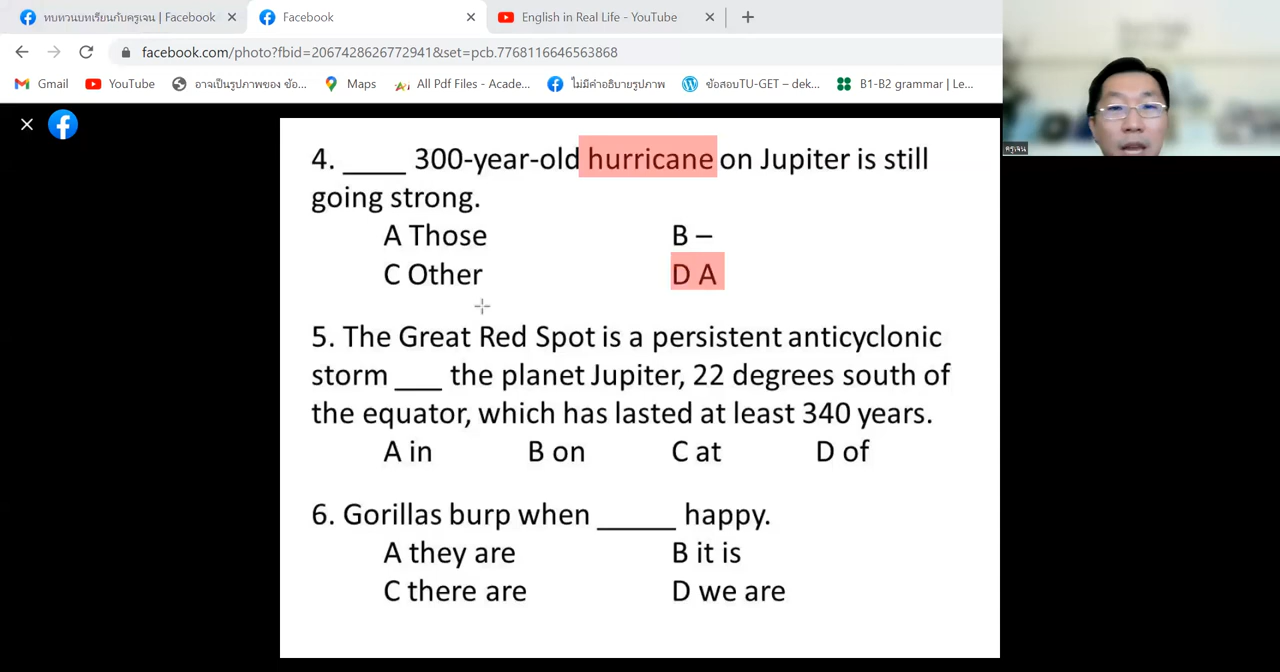 ทบทวนบทเรียนกับครูเจน | Facebook
Facebook
English in Real Life - YouTube
facebook.com/photo?fbid=2067428626772941&set=pcb.7768116646563868
Gmail
YouTube
อาจเป็นรูปภาพของ ข้อ...
Maps
All Pdf Files - Acade...
ไม่มีคำอธิบายรูปภาพ
ข้อสอบTU-GET – dek...
B1-B2 grammar | Le...
ครูเจน
4. ____ 300-year-old hurricane on Jupiter is still
going strong.
A Those B –
C Other D A
5. The Great Red Spot is a persistent anticyclonic
storm ___ the planet Jupiter, 22 degrees south of
the equator, which has lasted at least 340 years.
A in B on C at D of
6. Gorillas burp when _____ happy.
A they are B it is
C there are D we are